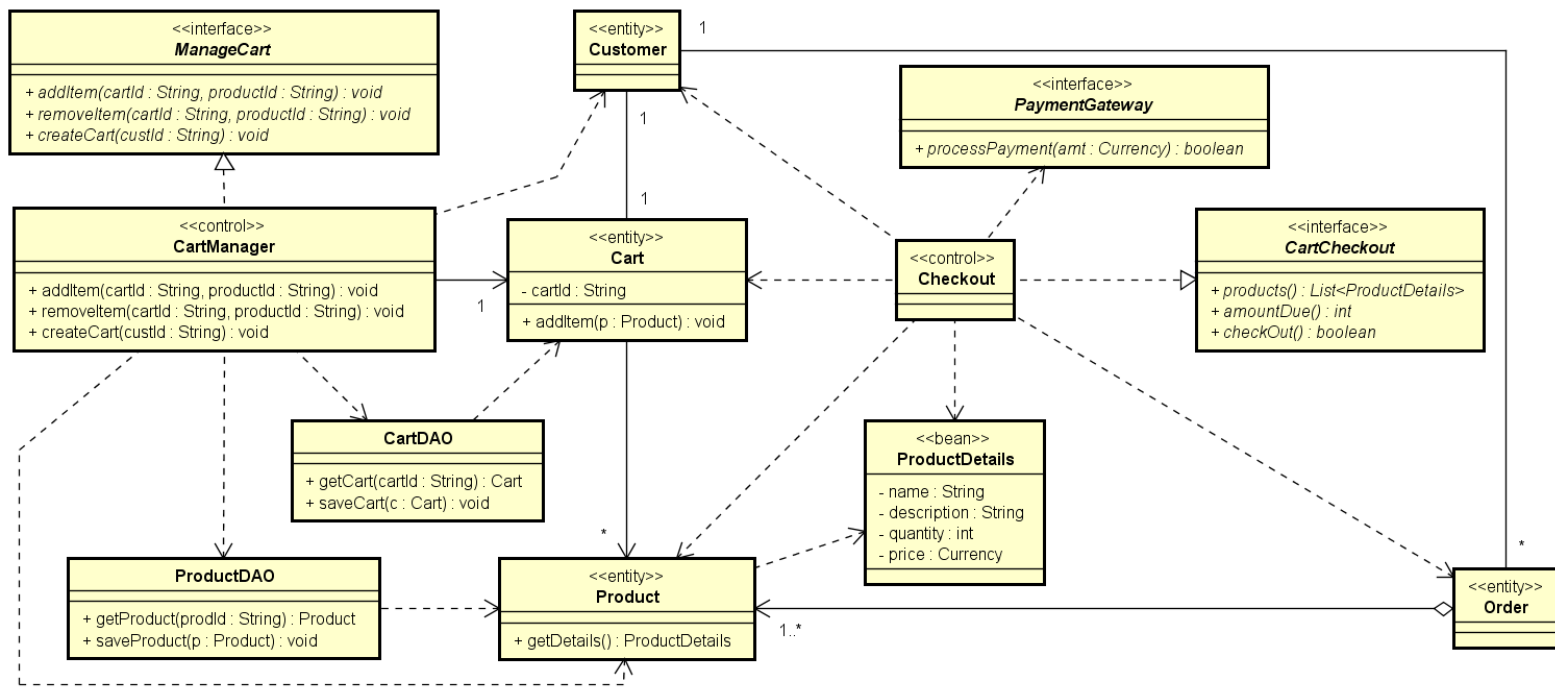 <<interface>>
ManageCart
+ addItem(cartId : String, productId : String) : void
+ removeItem(cartId : String, productId : String) : void
+ createCart(custId : String) : void
<<entity>>
Customer
1
1
1
<<interface>>
PaymentGateway
+ processPayment(amt : Currency) : boolean
<<control>>
CartManager
+ addItem(cartId : String, productId : String) : void
+ removeItem(cartId : String, productId : String) : void
+ createCart(custId : String) : void
1
<<entity>>
Cart
- cartId : String
+ addItem(p : Product) : void
<<control>>
Checkout
<<interface>>
CartCheckout
+ products() : List<ProductDetails>
+ amountDue() : int
+ checkOut() : boolean
CartDAO
+ getCart(cartId : String) : Cart
+ saveCart(c : Cart) : void
<<bean>>
ProductDetails
- name : String
- description : String
- quantity : int
- price : Currency
*
*
ProductDAO
+ getProduct(prodId : String) : Product
+ saveProduct(p : Product) : void
<<entity>>
Product
+ getDetails() : ProductDetails
1..*
<<entity>>
Order